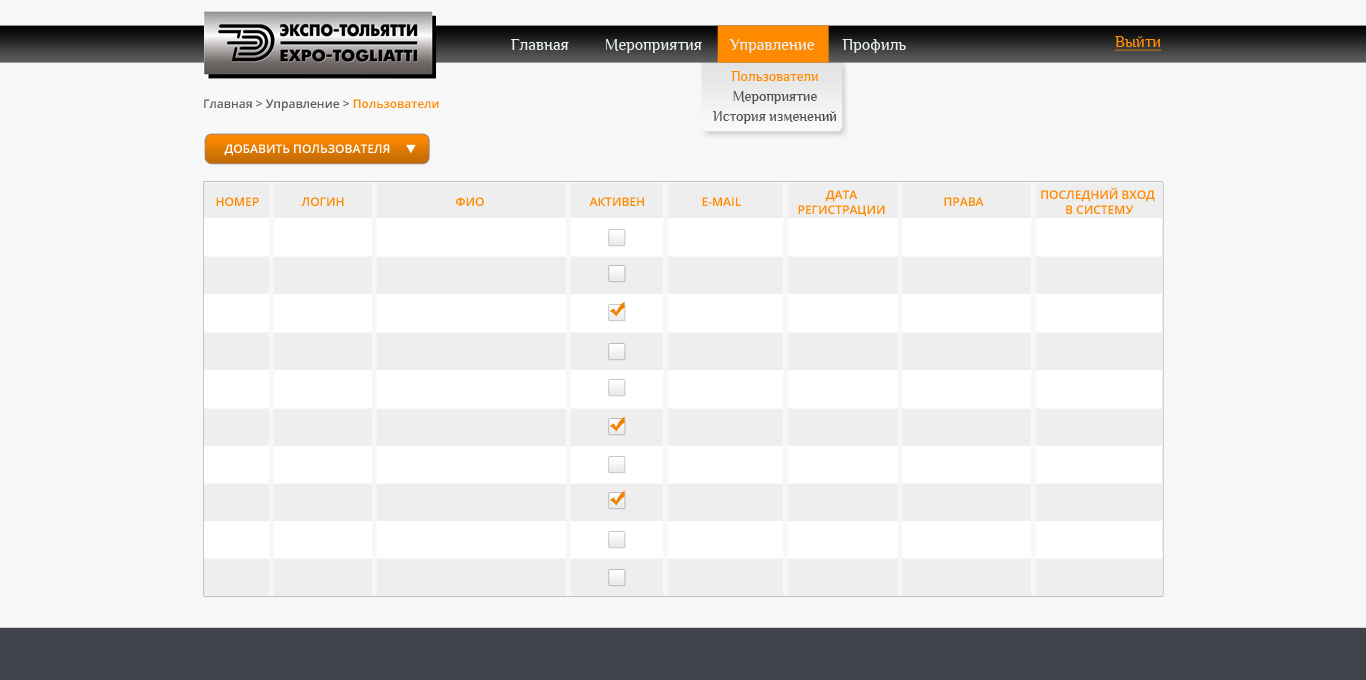 ЭКСПО-ТОЛЬЯТТИ
EXPO-TOGLIATTI
Главная Мероприятия Управление Профиль Выйти
Пользователи
Мероприятие
История изменений
Главная > Управление > Пользователи
ДОБАВИТЬ ПОЛЬЗОВАТЕЛЯ ▼
НОМЕР ЛОГИН ФИО АКТИВЕН E-MAIL ДАТА РЕГИСТРАЦИИ ПРАВА ПОСЛЕДНИЙ ВХОД В СИСТЕМУ